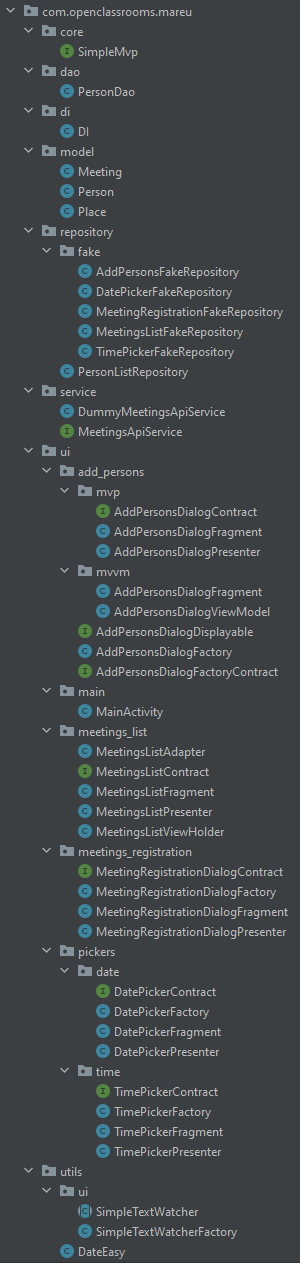 com.openclassrooms.mareu
core
SimpleMvp
dao
PersonDao
di
DI
model
Meeting
Person
Place
repository
fake
AddPersonsFakeRepository
DatePickerFakeRepository
MeetingRegistrationFakeRepository
MeetingsListFakeRepository
TimePickerFakeRepository
PersonListRepository
service
DummyMeetingsApiService
MeetingsApiService
ui
add_persons
mvp
AddPersonsDialogContract
AddPersonsDialogFragment
AddPersonsDialogPresenter
mvvm
AddPersonsDialogFragment
AddPersonsDialogViewModel
AddPersonsDialogDisplayable
AddPersonsDialogFactory
AddPersonsDialogFactoryContract
main
MainActivity
meetings_list
MeetingsListAdapter
MeetingsListContract
MeetingsListFragment
MeetingsListPresenter
MeetingsListViewHolder
meetings_registration
MeetingRegistrationDialogContract
MeetingRegistrationDialogFactory
MeetingRegistrationDialogFragment
MeetingRegistrationDialogPresenter
pickers
date
DatePickerContract
DatePickerFactory
DatePickerFragment
DatePickerPresenter
time
TimePickerContract
TimePickerFactory
TimePickerFragment
TimePickerPresenter
utils
ui
SimpleTextWatcher
SimpleTextWatcherFactory
DateEasy